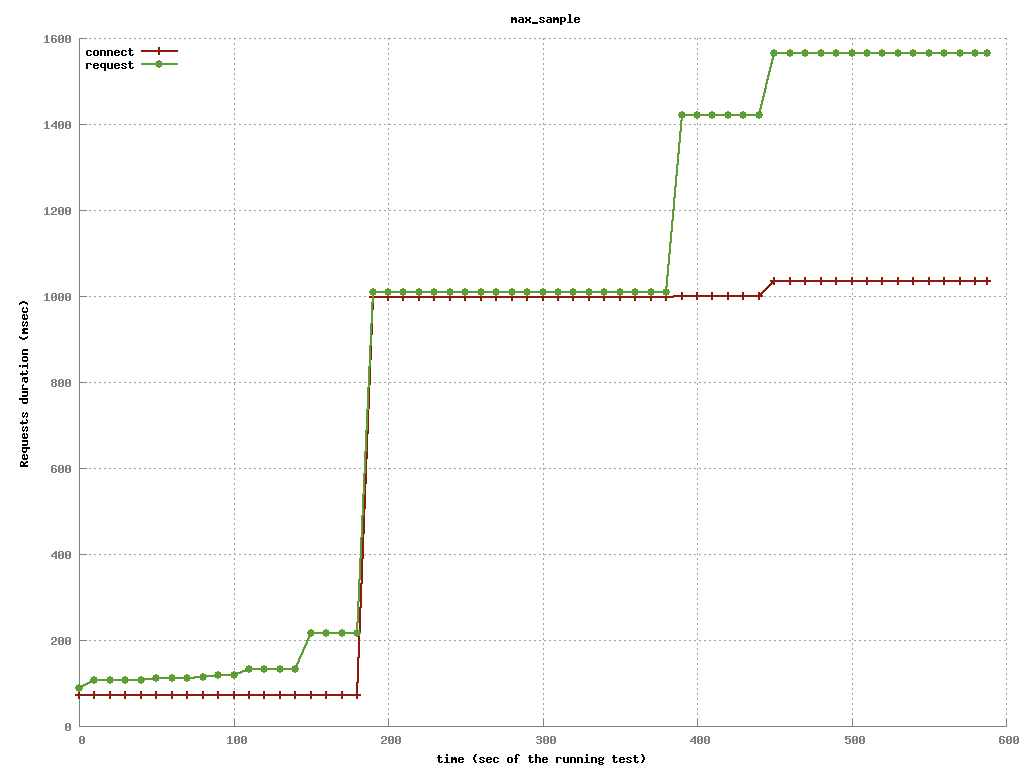 max_sample
connect
request
1600
1400
1200
1000
800
600
400
200
0
Requests duration (msec)
0 100 200 300 400 500 600
time (sec of the running test)